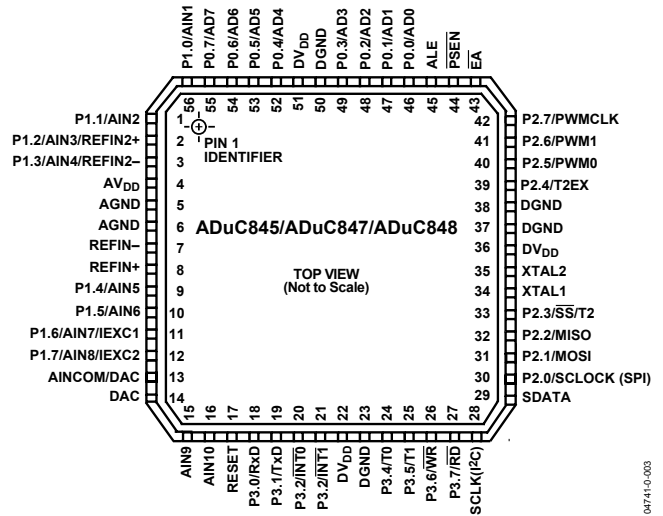 P1.0/AIN1
P0.7/AD7
P0.6/AD6
P0.5/AD5
P0.4/AD4
DVDD
DGND
P0.3/AD3
P0.2/AD2
P0.1/AD1
P0.0/AD0
ALE
PSEN
EA
56 55 54 53 52 51 50 49 48 47 46 45 44 43
P1.1/AIN2 1
P1.2/AIN3/REFIN2+ 2
P1.3/AIN4/REFIN2– 3
AVDD 4
AGND 5
AGND 6
REFIN– 7
REFIN+ 8
P1.4/AIN5 9
P1.5/AIN6 10
P1.6/AIN7/IEXC1 11
P1.7/AIN8/IEXC2 12
AINCOM/DAC 13
DAC 14
PIN 1
IDENTIFIER
ADuC845/ADuC847/ADuC848
TOP VIEW
(Not to Scale)
42 P2.7/PWMCLK
41 P2.6/PWM1
40 P2.5/PWM0
39 P2.4/T2EX
38 DGND
37 DGND
36 DVDD
35 XTAL2
34 XTAL1
33 P2.3/SS/T2
32 P2.2/MISO
31 P2.1/MOSI
30 P2.0/SCLOCK (SPI)
29 SDATA
15 16 17 18 19 20 21 22 23 24 25 26 27 28
AIN9
AIN10
RESET
P3.0/RxD
P3.1/TxD
P3.2/INT0
P3.2/INT1
DVDD
DGND
P3.4/T0
P3.5/T1
P3.6/WR
P3.7/RD
SCLK(I²C)
04741-0-003